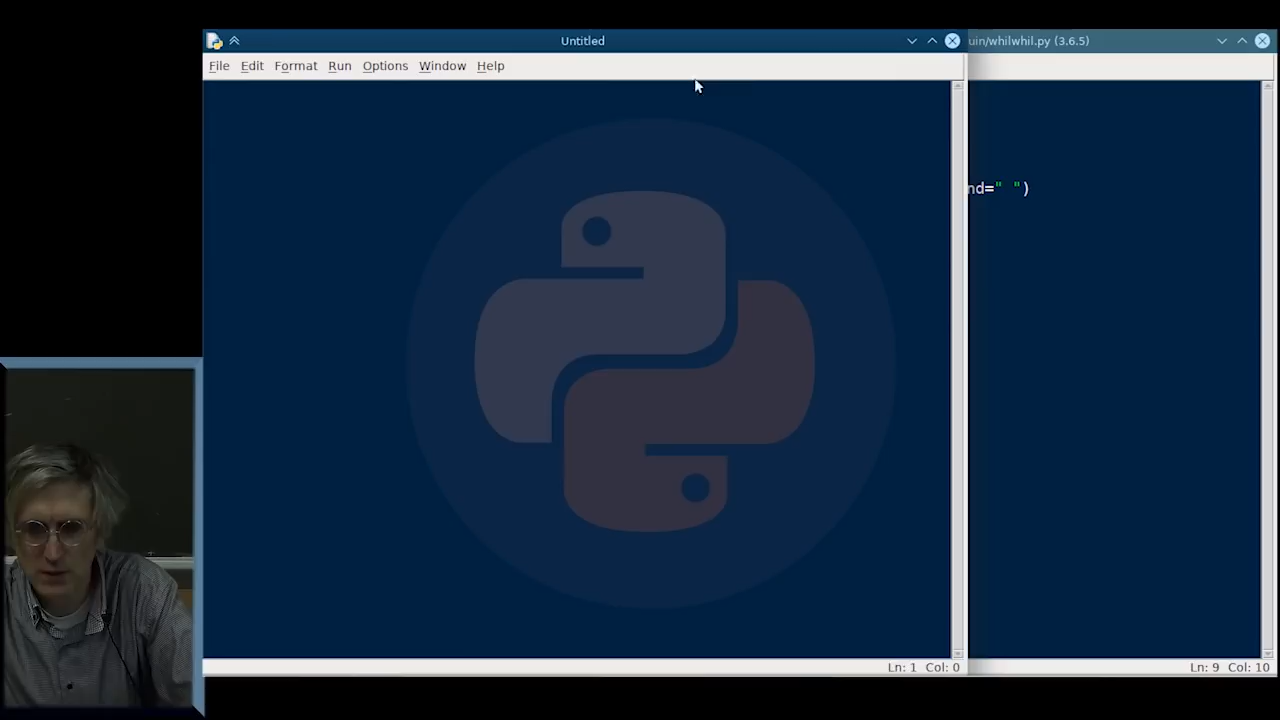 Untitled
uin/whilwhil.py (3.6.5)
File Edit Format Run Options Window Help
nd=" ")
Ln: 1 Col: 0
Ln: 9 Col: 10